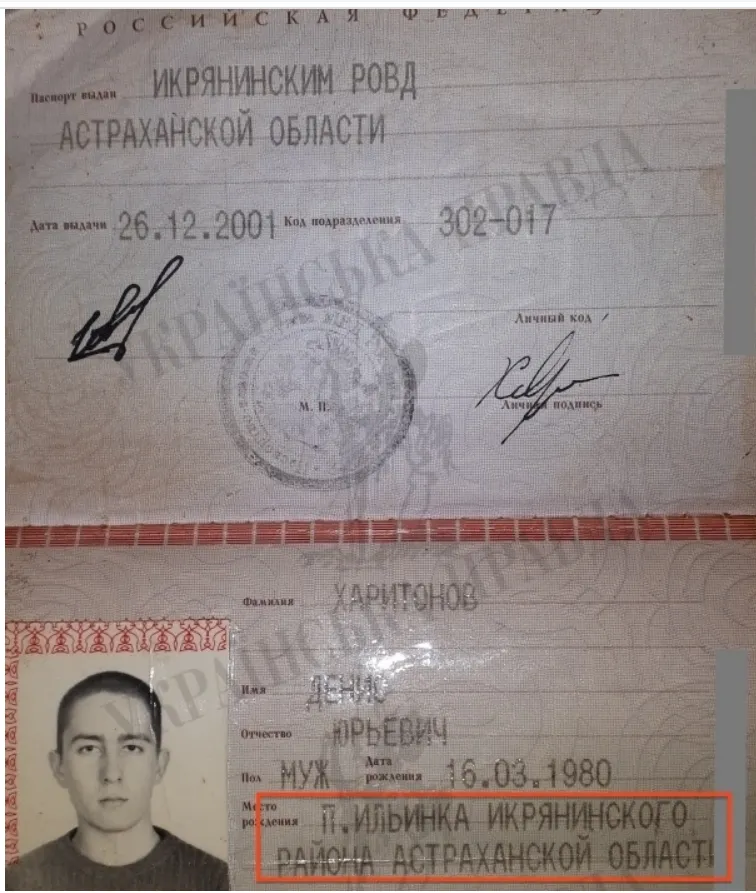 РОССИЙСКАЯ
Паспорт выдан ИКРЯНИНСКИМ РОВД
АСТРАХАНСКОЙ ОБЛАСТИ
Дата выдачи 26.12.2001 Код подразделения 302-017
УКРАЇНСЬКА ПРАВДА
Личный код
М. П.
Личная подпись
УКРАЇНСЬКА ПРАВДА
Фамилия ХАРИТОНОВ
Имя ДЕНИС
Отчество ЮРЬЕВИЧ
Пол МУЖ Дата рождения 16.03.1980
Место рождения П.ИЛЬИНКА ИКРЯНИНСКОГО
РАЙОНА АСТРАХАНСКОЙ ОБЛАСТИ